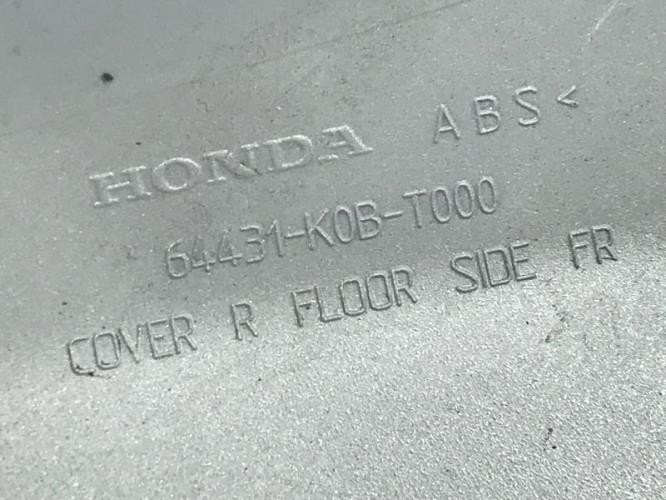 HONDA ABS<
64431-K0B-T000
COVER R FLOOR SIDE FR